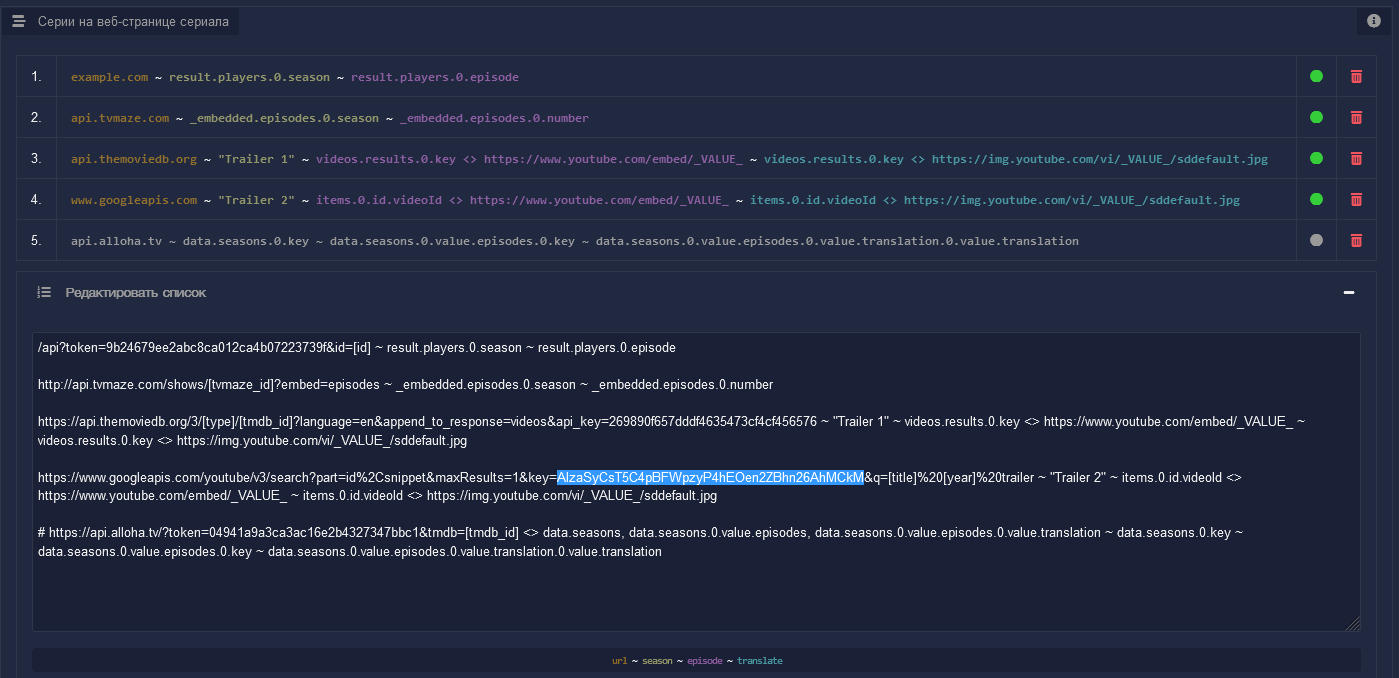 Серии на веб-странице сериала
1. example.com ~ result.players.0.season ~ result.players.0.episode
2. api.tvmaze.com ~ _embedded.episodes.0.season ~ _embedded.episodes.0.number
3. api.themoviedb.org ~ "Trailer 1" ~ videos.results.0.key <> https://www.youtube.com/embed/_VALUE_ ~ videos.results.0.key <> https://img.youtube.com/vi/_VALUE_/sddefault.jpg
4. www.googleapis.com ~ "Trailer 2" ~ items.0.id.videoId <> https://www.youtube.com/embed/_VALUE_ ~ items.0.id.videoId <> https://img.youtube.com/vi/_VALUE_/sddefault.jpg
5. api.alloha.tv ~ data.seasons.0.key ~ data.seasons.0.value.episodes.0.key ~ data.seasons.0.value.episodes.0.value.translation.0.value.translation
Редактировать список
/api?token=9b24679ee2abc8ca012ca4b07223739f&id=[id] ~ result.players.0.season ~ result.players.0.episode
http://api.tvmaze.com/shows/[tvmaze_id]?embed=episodes ~ _embedded.episodes.0.season ~ _embedded.episodes.0.number
https://api.themoviedb.org/3/[type]/[tmdb_id]?language=en&append_to_response=videos&api_key=269890f657dddf4635473cf4cf456576 ~ "Trailer 1" ~ videos.results.0.key <> https://www.youtube.com/embed/_VALUE_ ~
videos.results.0.key <> https://img.youtube.com/vi/_VALUE_/sddefault.jpg
https://www.googleapis.com/youtube/v3/search?part=id%2Csnippet&maxResults=1&key=AIzaSyCsT5C4pBFWpzyP4hEOen2ZBhn26AhMCkM&q=[title]%20[year]%20trailer ~ "Trailer 2" ~ items.0.id.videoId <>
https://www.youtube.com/embed/_VALUE_ ~ items.0.id.videoId <> https://img.youtube.com/vi/_VALUE_/sddefault.jpg
# https://api.alloha.tv/?token=04941a9a3ca3ac16e2b4327347bbc1&tmdb=[tmdb_id] <> data.seasons, data.seasons.0.value.episodes, data.seasons.0.value.episodes.0.value.translation ~ data.seasons.0.key ~
data.seasons.0.value.episodes.0.key ~ data.seasons.0.value.episodes.0.value.translation.0.value.translation
url ~ season ~ episode ~ translate